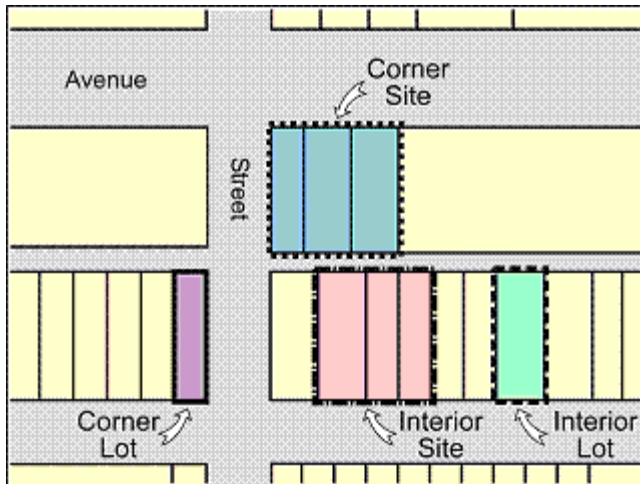 Avenue
Corner
Site
Street
Corner
Lot
Interior
Site
Interior
Lot